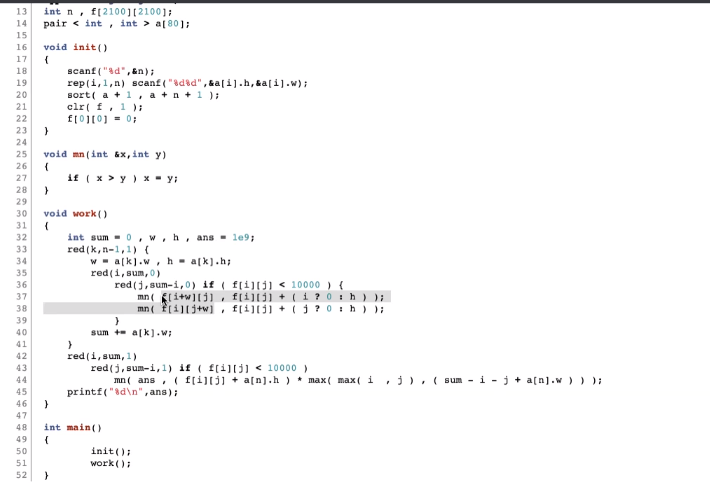 13 int n , f[2100][2100];
14 pair < int , int > a[80];
15
16 void init()
17 {
18 scanf("%d",&n);
19 rep(i,1,n) scanf("%d%d",&a[i].h,&a[i].w);
20 sort( a + 1 , a + n + 1 );
21 clr( f , 1 );
22 f[0][0] = 0;
23 }
24
25 void mn(int &x,int y)
26 {
27 if ( x > y ) x = y;
28 }
29
30 void work()
31 {
32 int sum = 0 , w , h , ans = 1e9;
33 red(k,n-1,1) {
34 w = a[k].w , h = a[k].h;
35 red(i,sum,0)
36 red(j,sum-i,0) if ( f[i][j] < 10000 ) {
37 mn( f[i+w][j] , f[i][j] + ( i ? 0 : h ) );
38 mn( f[i][j+w] , f[i][j] + ( j ? 0 : h ) );
39 }
40 sum += a[k].w;
41 }
42 red(i,sum,1)
43 red(j,sum-i,1) if ( f[i][j] < 10000 )
44 mn( ans , ( f[i][j] + a[n].h ) * max( max( i , j ) , ( sum - i - j + a[n].w ) ) );
45 printf("%d\n",ans);
46 }
47
48 int main()
49 {
50 init();
51 work();
52 }